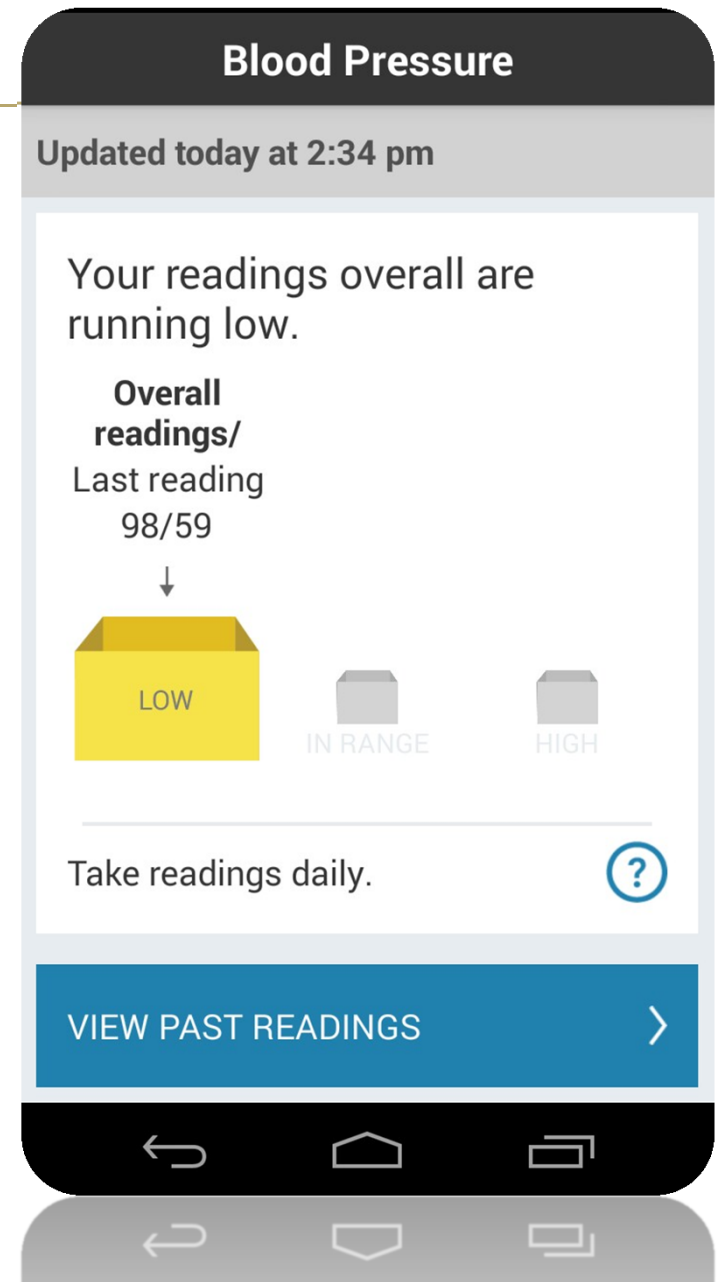 Blood Pressure
Updated today at 2:34 pm
Your readings overall are
running low.
Overall
readings/
Last reading
98/59
LOW
IN RANGE
HIGH
Take readings daily.
?
VIEW PAST READINGS